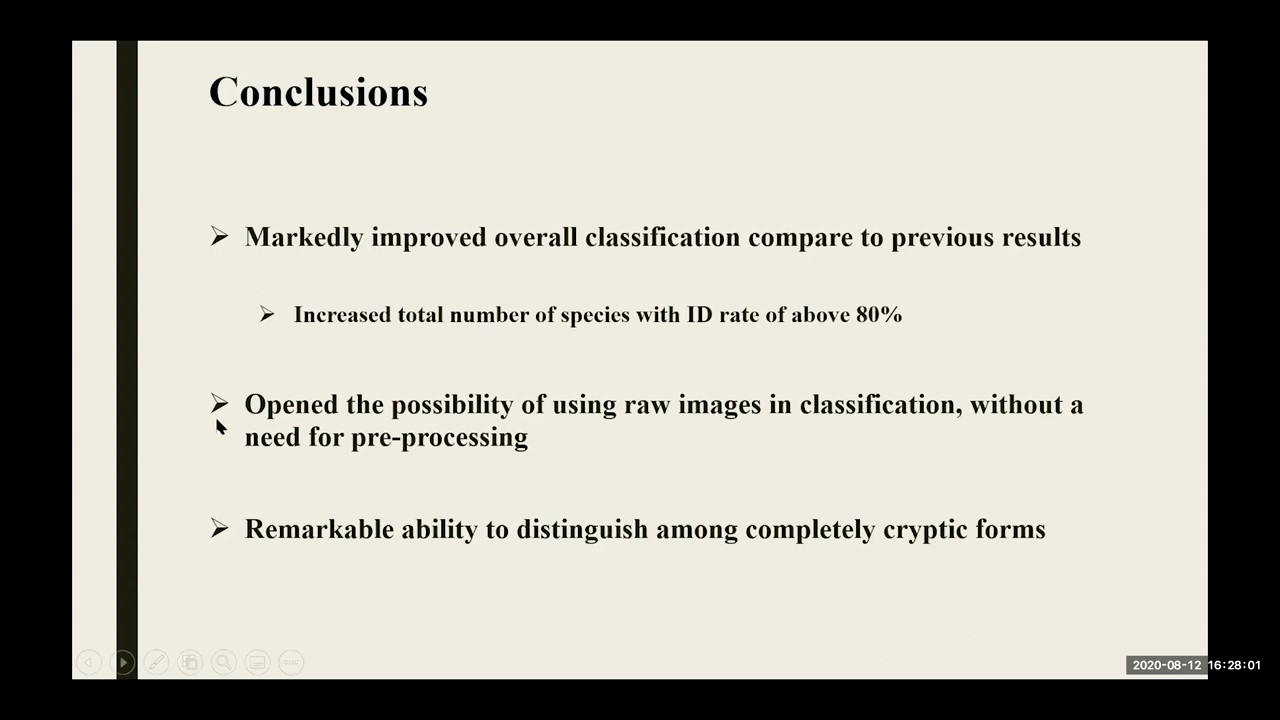 Conclusions
Markedly improved overall classification compare to previous results
Increased total number of species with ID rate of above 80%
Opened the possibility of using raw images in classification, without a
need for pre-processing
Remarkable ability to distinguish among completely cryptic forms
2020-08-12 16:28:01